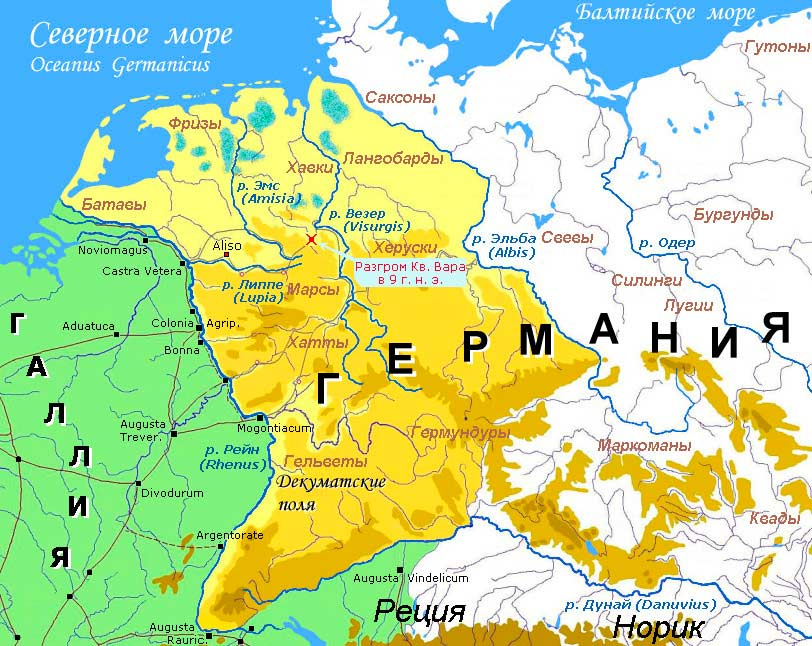 Балтийское море
Северное море
Oceanus Germanicus
Гутоны
Саксоны
Фризы
Хавки
Лангобарды
р. Эмс
(Amisia)
Батавы
р. Везер
(Visurgis)
Бургунды
Noviomagus
Aliso
Херуски
р. Эльба
(Albis)
Свевы
р. Одер
Castra Vetera
Разгром Кв. Вара
в 9 г. н. э.
р. Липпе
(Lupia)
Марсы
Силинги
Лугии
Aduatuca
Colonia Agrip.
Bonna
Хатты
ГЕРМАНИЯ
ГАЛЛИЯ
Augusta
Trever.
Mogontiacum
Гермундуры
Маркоманы
р. Рейн
(Rhenus)
Гельветы
Декуматские
поля
Divodurum
Квады
Argentorate
Augusta Vindelicum
Реция
р. Дунай (Danuvius)
Норик
Augusta
Rauric.